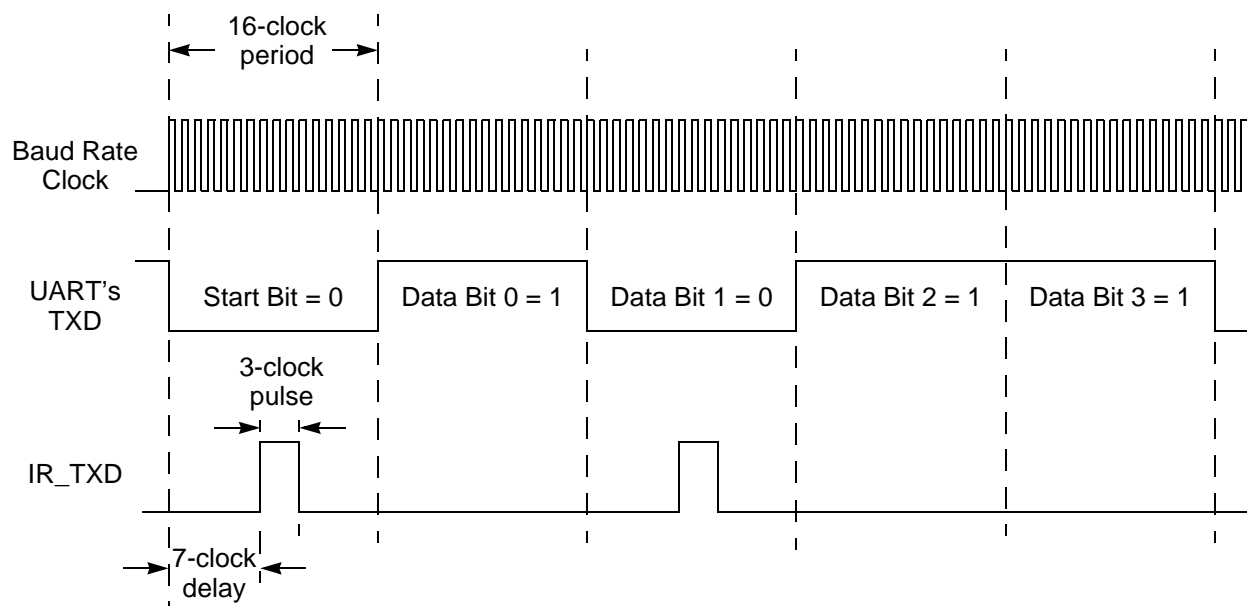 16-clock
period
Baud Rate
Clock
UART's
TXD
Start Bit = 0
Data Bit 0 = 1
Data Bit 1 = 0
Data Bit 2 = 1
Data Bit 3 = 1
3-clock
pulse
IR_TXD
7-clock
delay